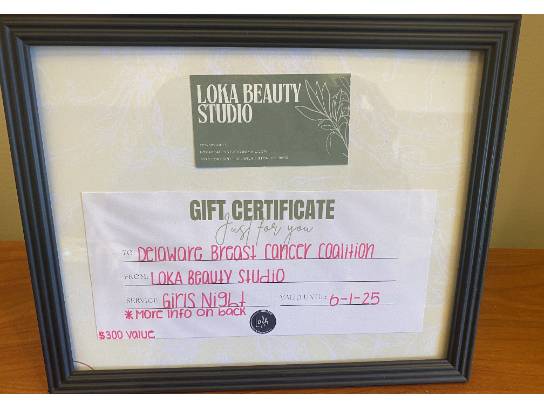 LOKA BEAUTY
STUDIO
GIFT CERTIFICATE
Just for you
TO Delaware Breast Cancer Coalition
FROM: LOKA Beauty Studio
SERVICE: Girls Night VALID UNTIL: 6-1-25
* More info on back
$300 value